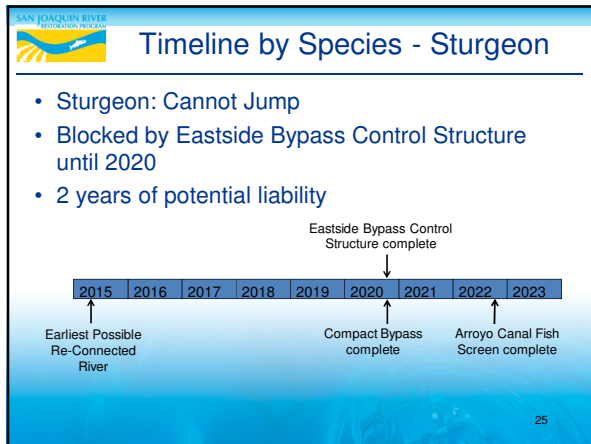 SAN JOAQUIN RIVER
RESTORATION PROGRAM
Timeline by Species - Sturgeon
• Sturgeon: Cannot Jump
• Blocked by Eastside Bypass Control Structure
until 2020
• 2 years of potential liability
Eastside Bypass Control
Structure complete
2015 2016 2017 2018 2019 2020 2021 2022 2023
Earliest Possible
Re-Connected
River
Compact Bypass
complete
Arroyo Canal Fish
Screen complete
25